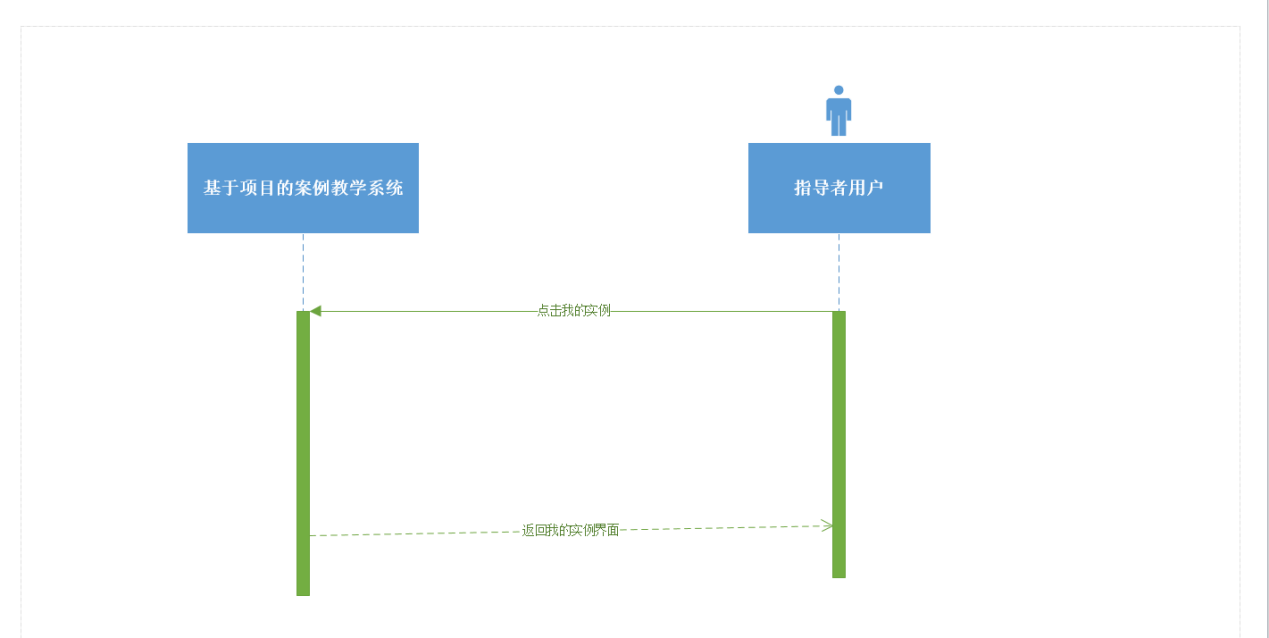 基于项目的案例教学系统
指导者用户
点击我的实例
返回我的实例界面